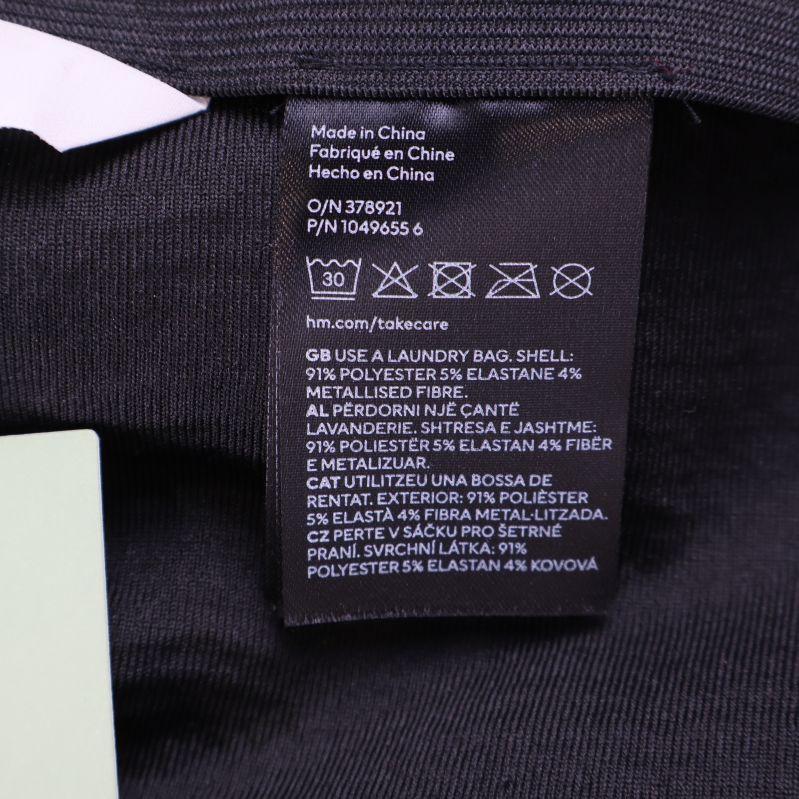 Made in China
Fabriqué en Chine
Hecho en China
O/N 378921
P/N 1049655 6
30
hm.com/takecare
GB USE A LAUNDRY BAG. SHELL:
91% POLYESTER 5% ELASTANE 4%
METALLISED FIBRE.
AL PËRDORNI NJË ÇANTË
LAVANDERIE. SHTRESA E JASHTME:
91% POLIESTËR 5% ELASTAN 4% FIBËR
E METALIZUAR.
CAT UTILITZEU UNA BOSSA DE
RENTAT. EXTERIOR: 91% POLIÈSTER
5% ELASTÀ 4% FIBRA METAL·LITZADA.
CZ PERTE V SÁČKU PRO ŠETRNÉ
PRANÍ. SVRCHNÍ LÁTKA: 91%
POLYESTER 5% ELASTAN 4% KOVOVÁ